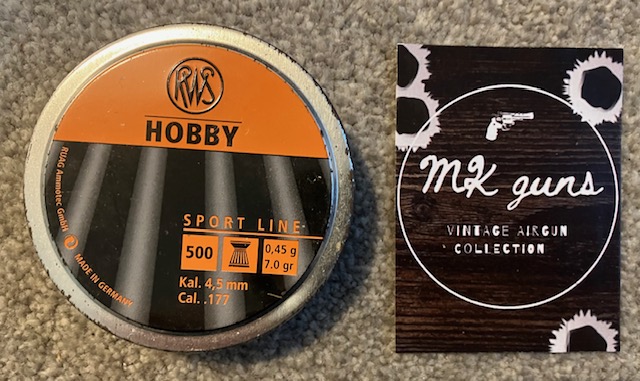 RWS
HOBBY
RUAG Ammotec GmbH
SPORT LINE
500
0,45 g
7.0 gr
Kal. 4,5 mm
Cal. .177
MADE IN GERMANY
MK guns
VINTAGE AIRGUN
COLLECTION